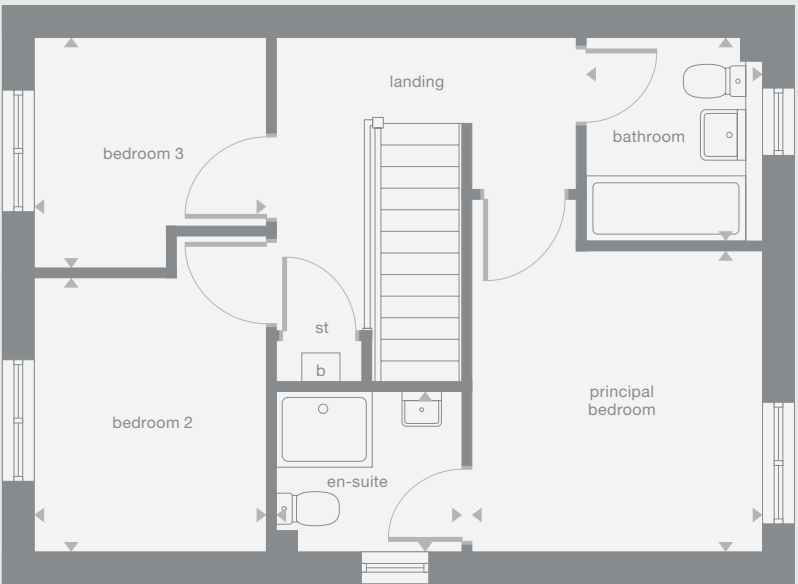 landing
bathroom
bedroom 3
st
b
principal
bedroom
bedroom 2
en-suite